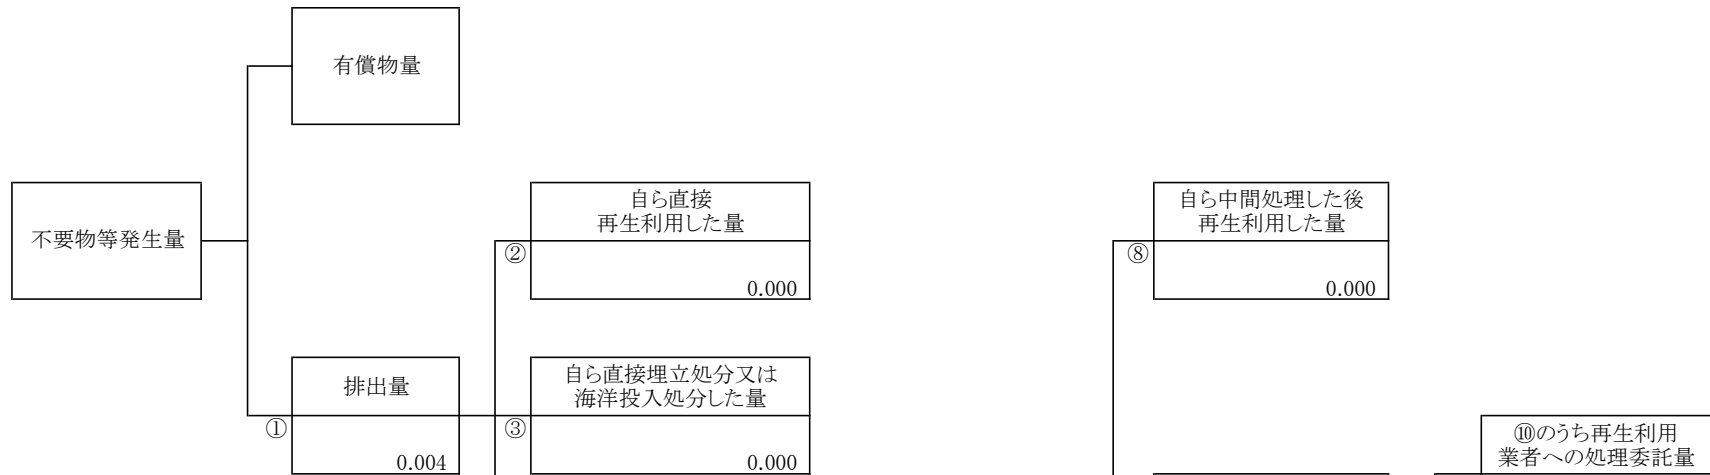 有償物量
不要物等発生量
自ら直接
再生利用した量
②
0.000
自ら中間処理した後
再生利用した量
⑧
0.000
排出量
①
0.004
自ら直接埋立処分又は
海洋投入処分した量
③
0.000
⑩のうち再生利用
業者への処理委託量